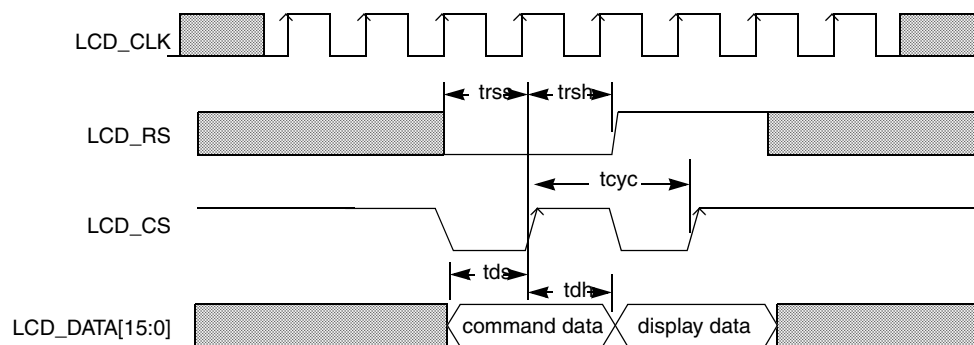 LCD_CLK
trss trsh
LCD_RS
tcyc
LCD_CS
tds
tdh
LCD_DATA[15:0] command data display data